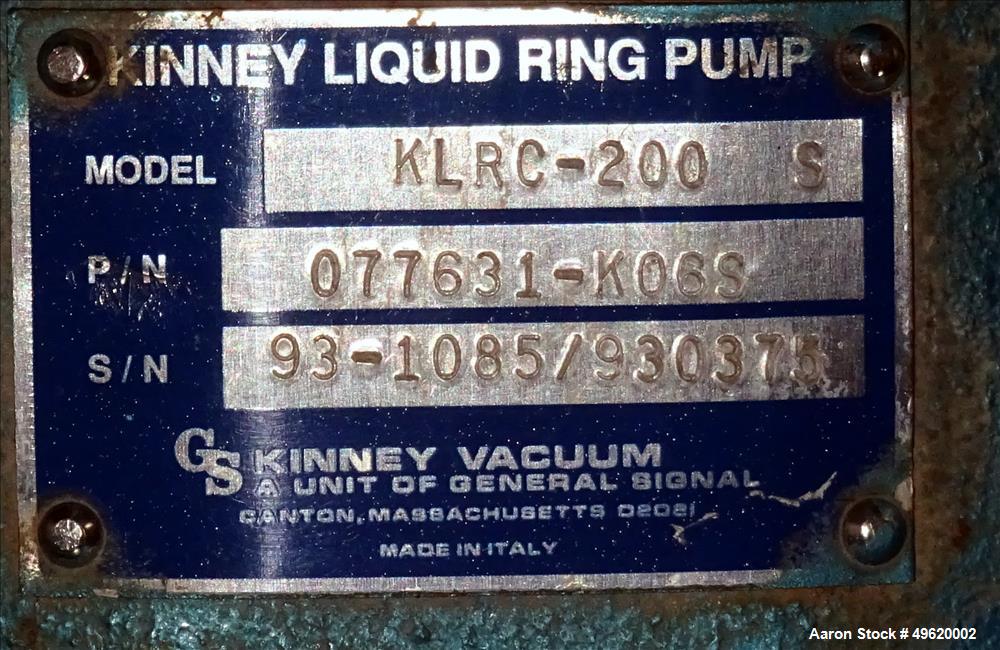 KINNEY LIQUID RING PUMP
MODEL KLRC-200 S
P/N 077631-K06S
S/N 93-1085/930375
GS KINNEY VACUUM
A UNIT OF GENERAL SIGNAL
CANTON, MASSACHUSETTS 02021
MADE IN ITALY
Aaron Stock # 49620002